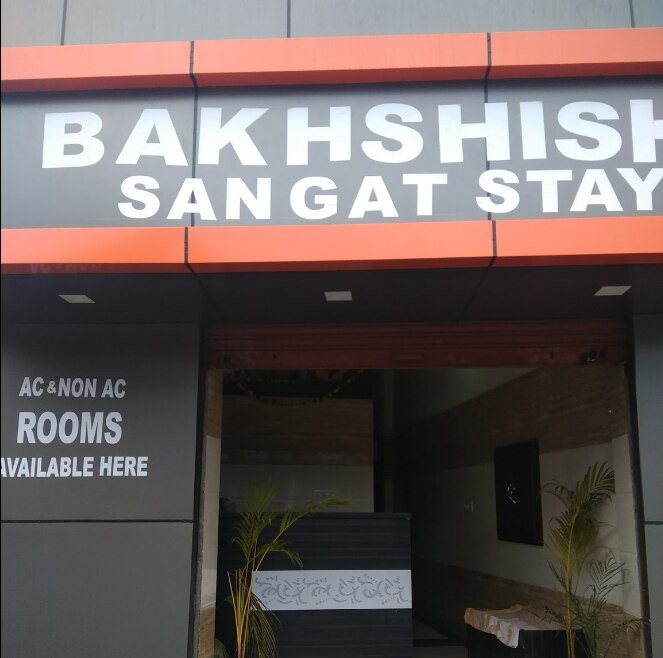 BAKHSHISH
SANGAT STAY
AC & NON AC
ROOMS
AVAILABLE HERE